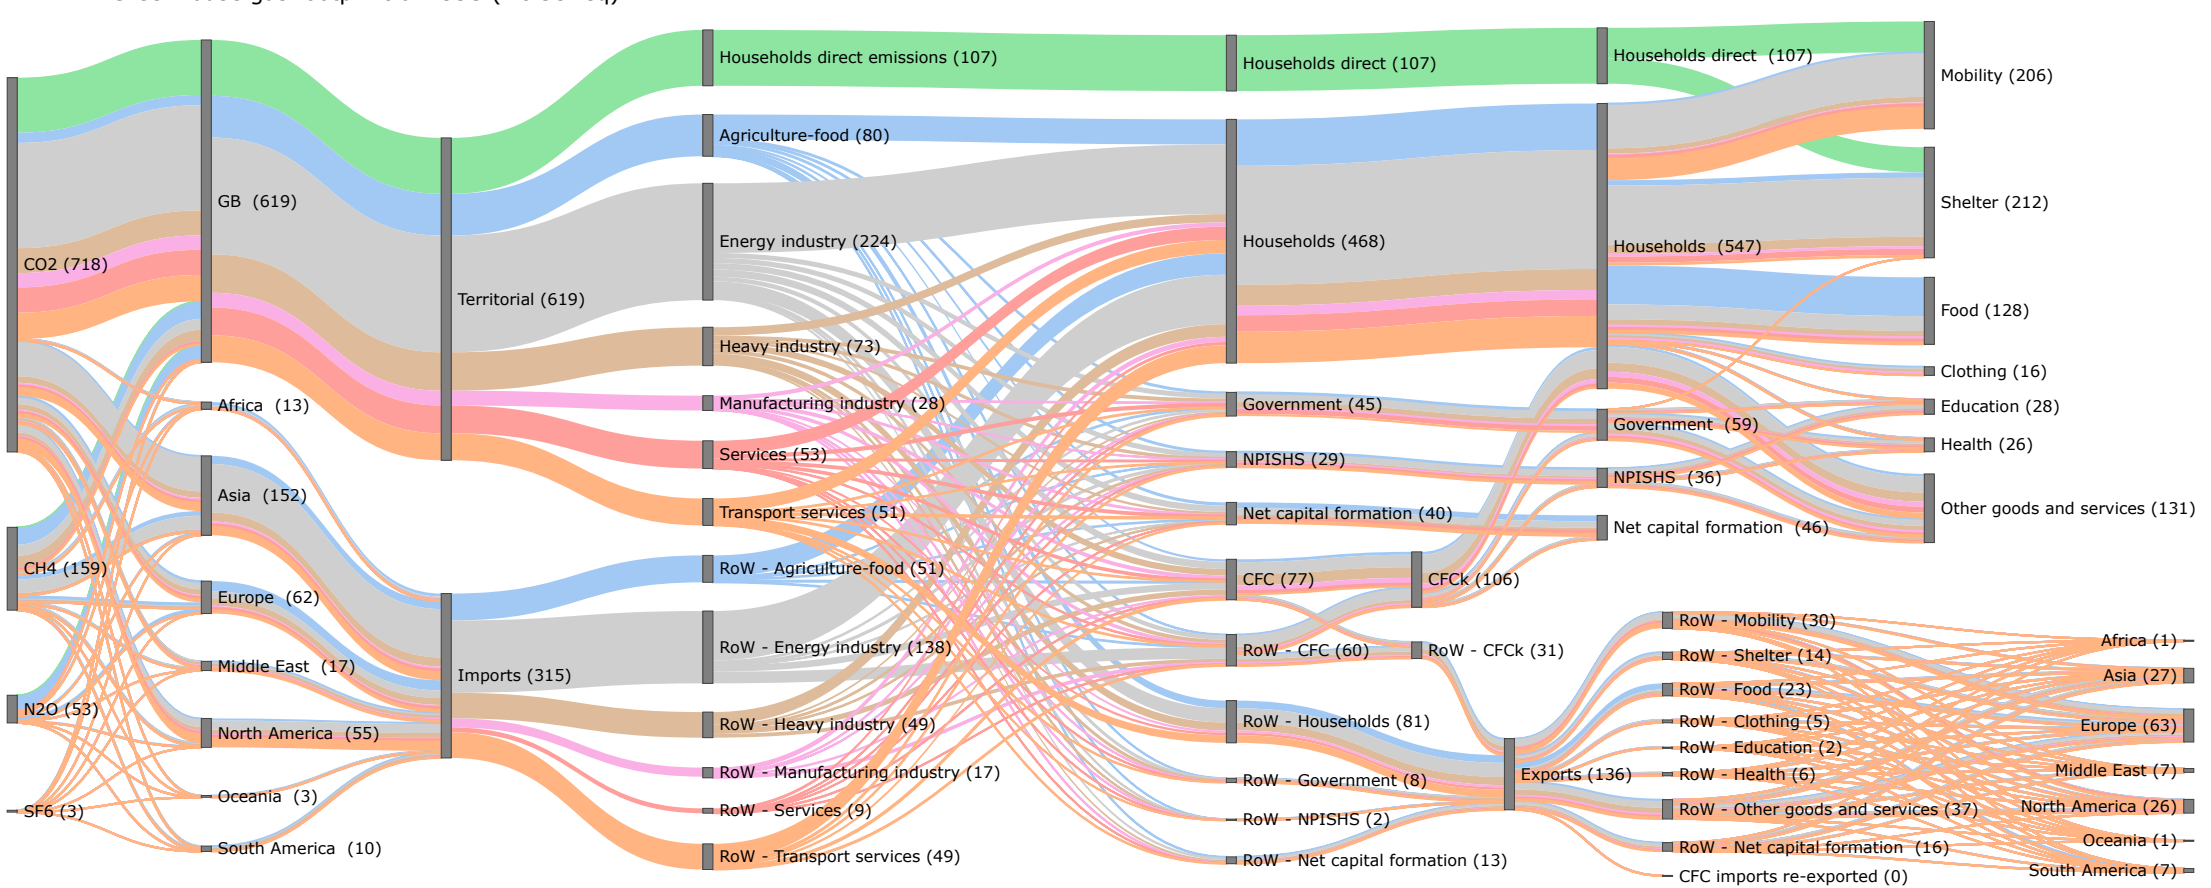 CO2 (718)
CH4 (159)
N2O (53)
SF6 (3)
GB  (619)
Africa  (13)
Asia  (152)
Europe  (62)
Middle East  (17)
North America  (55)
Oceania  (3)
South America  (10)
Territorial (619)
Imports (315)
Households direct emissions (107)
Agriculture-food (80)
Energy industry (224)
Heavy industry (73)
Manufacturing industry (28)
Services (53)
Transport services (51)
RoW - Agriculture-food (51)
RoW - Energy industry (138)
RoW - Heavy industry (49)
RoW - Manufacturing industry (17)
RoW - Services (9)
RoW - Transport services (49)
Households direct (107)
Households (468)
Government (45)
NPISHS (29)
Net capital formation (40)
CFC (77)
RoW - CFC (60)
RoW - Households (81)
RoW - Government (8)
RoW - NPISHS (2)
RoW - Net capital formation (13)
CFCk (106)
RoW - CFCk (31)
Exports (136)
Households direct  (107)
Households  (547)
Government  (59)
NPISHS  (36)
Net capital formation  (46)
RoW - Mobility (30)
RoW - Shelter (14)
RoW - Food (23)
RoW - Clothing (5)
RoW - Education (2)
RoW - Health (6)
RoW - Other goods and services (37)
RoW - Net capital formation  (16)
CFC imports re-exported (0)
Mobility (206)
Shelter (212)
Food (128)
Clothing (16)
Education (28)
Health (26)
Other goods and services (131)
Africa (1)
Asia (27)
Europe (63)
Middle East (7)
North America (26)
Oceania (1)
South America (7)